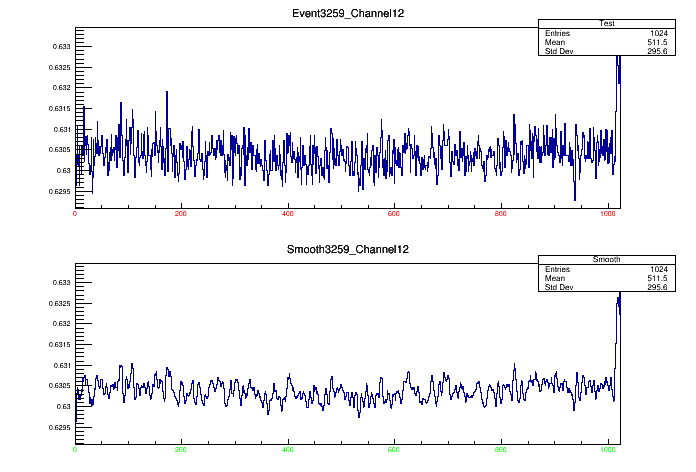 Event3259_Channel12
Test
Entries 1024
Mean 511.5
Std Dev 295.6
0.633
0.6325
0.632
0.6315
0.631
0.6305
0.63
0.6295
0 200 400 600 800 1000
Smooth3259_Channel12
Smooth
Entries 1024
Mean 511.5
Std Dev 295.6
0.633
0.6325
0.632
0.6315
0.631
0.6305
0.63
0.6295
0 200 400 600 800 1000